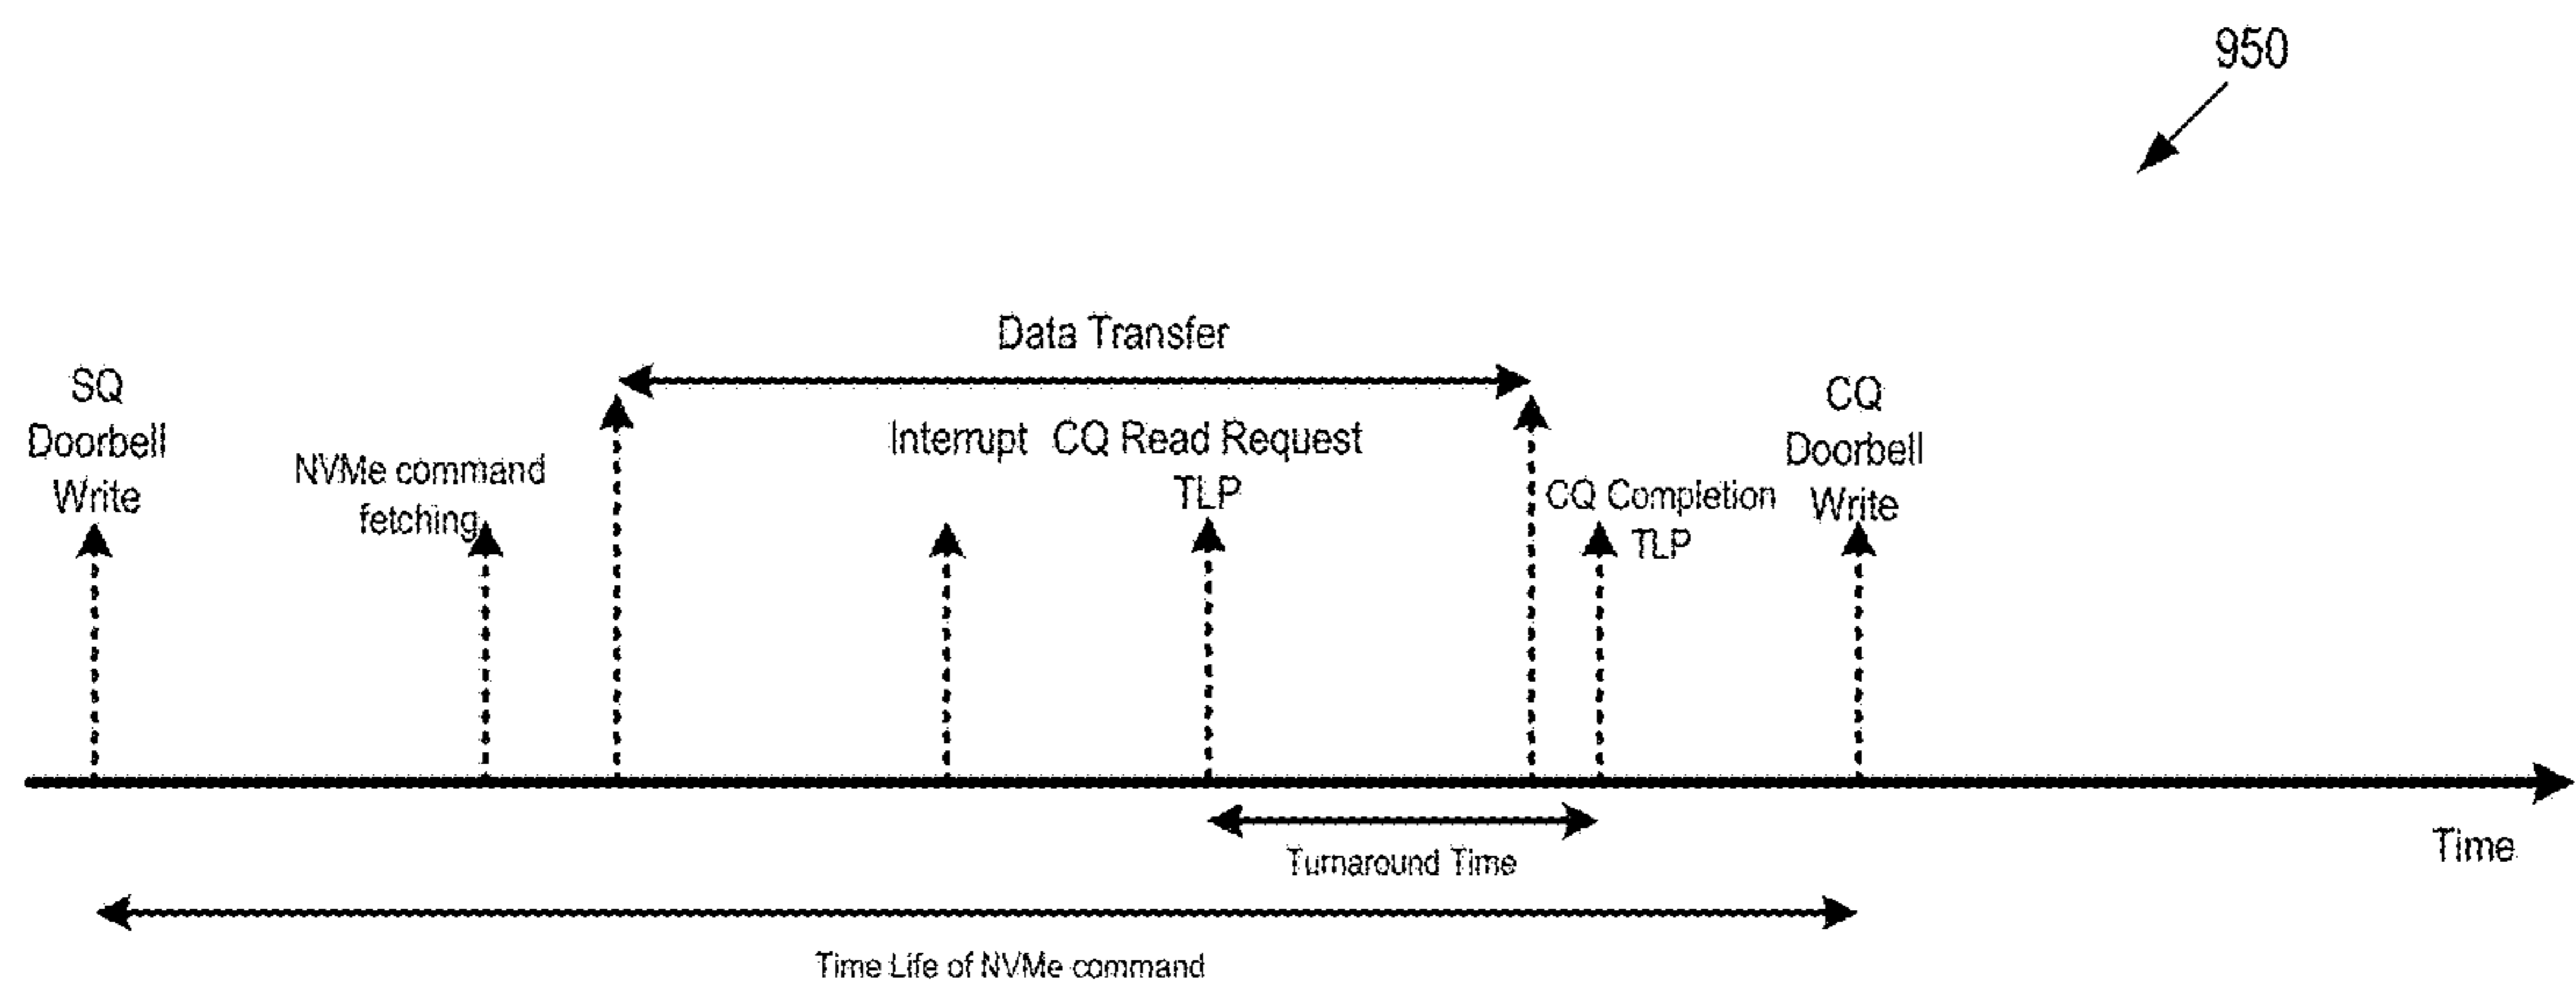 950
Data Transfer
SQ
Doorbell
Write
NVMe command
fetching
Interrupt
CQ Read Request
TLP
CQ Completion
TLP
CQ
Doorbell
Write
Turnaround Time
Time
Time Life of NVMe command